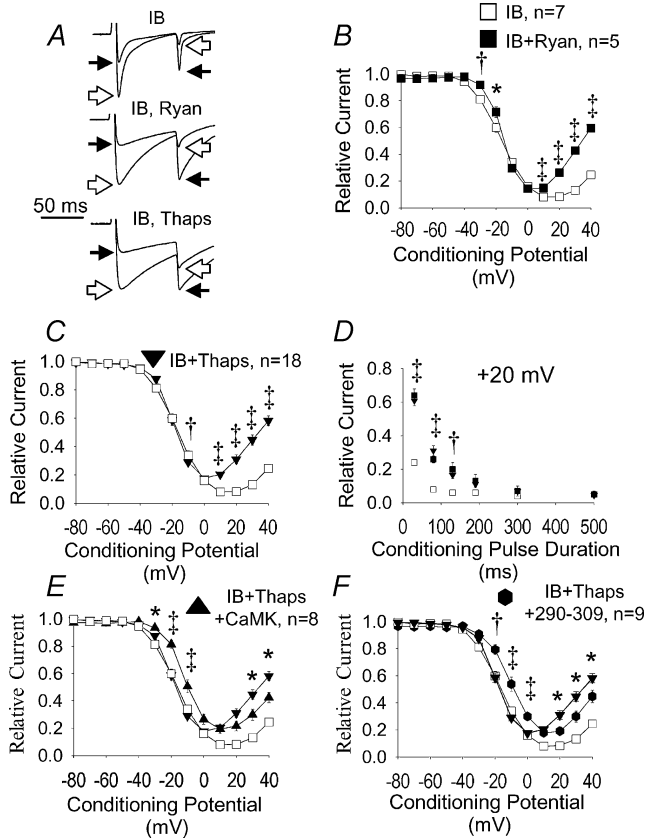 A
IB
IB, Ryan
50 ms
IB, Thaps
B
IB, n=7
IB+Ryan, n=5
†
*
‡
‡
‡
‡
Relative Current
1.0
0.8
0.6
0.4
0.2
0.0
-80 -60 -40 -20 0 20 40
Conditioning Potential
(mV)
C
IB+Thaps, n=18
†
‡
‡
‡
‡
Relative Current
1.0
0.8
0.6
0.4
0.2
0.0
-80 -60 -40 -20 0 20 40
Conditioning Potential
(mV)
D
+20 mV
‡
‡
†
Relative Current
0.8
0.6
0.4
0.2
0.0
0 100 200 300 400 500
Conditioning Pulse Duration
(ms)
E
IB+Thaps
+CaMK, n=8
*
‡
‡
*
*
Relative Current
1.0
0.8
0.6
0.4
0.2
0.0
-80 -60 -40 -20 0 20 40
Conditioning Potential
(mV)
F
IB+Thaps
+290-309, n=9
†
‡
‡
*
*
*
Relative Current
1.0
0.8
0.6
0.4
0.2
0.0
-80 -60 -40 -20 0 20 40
Conditioning Potential
(mV)